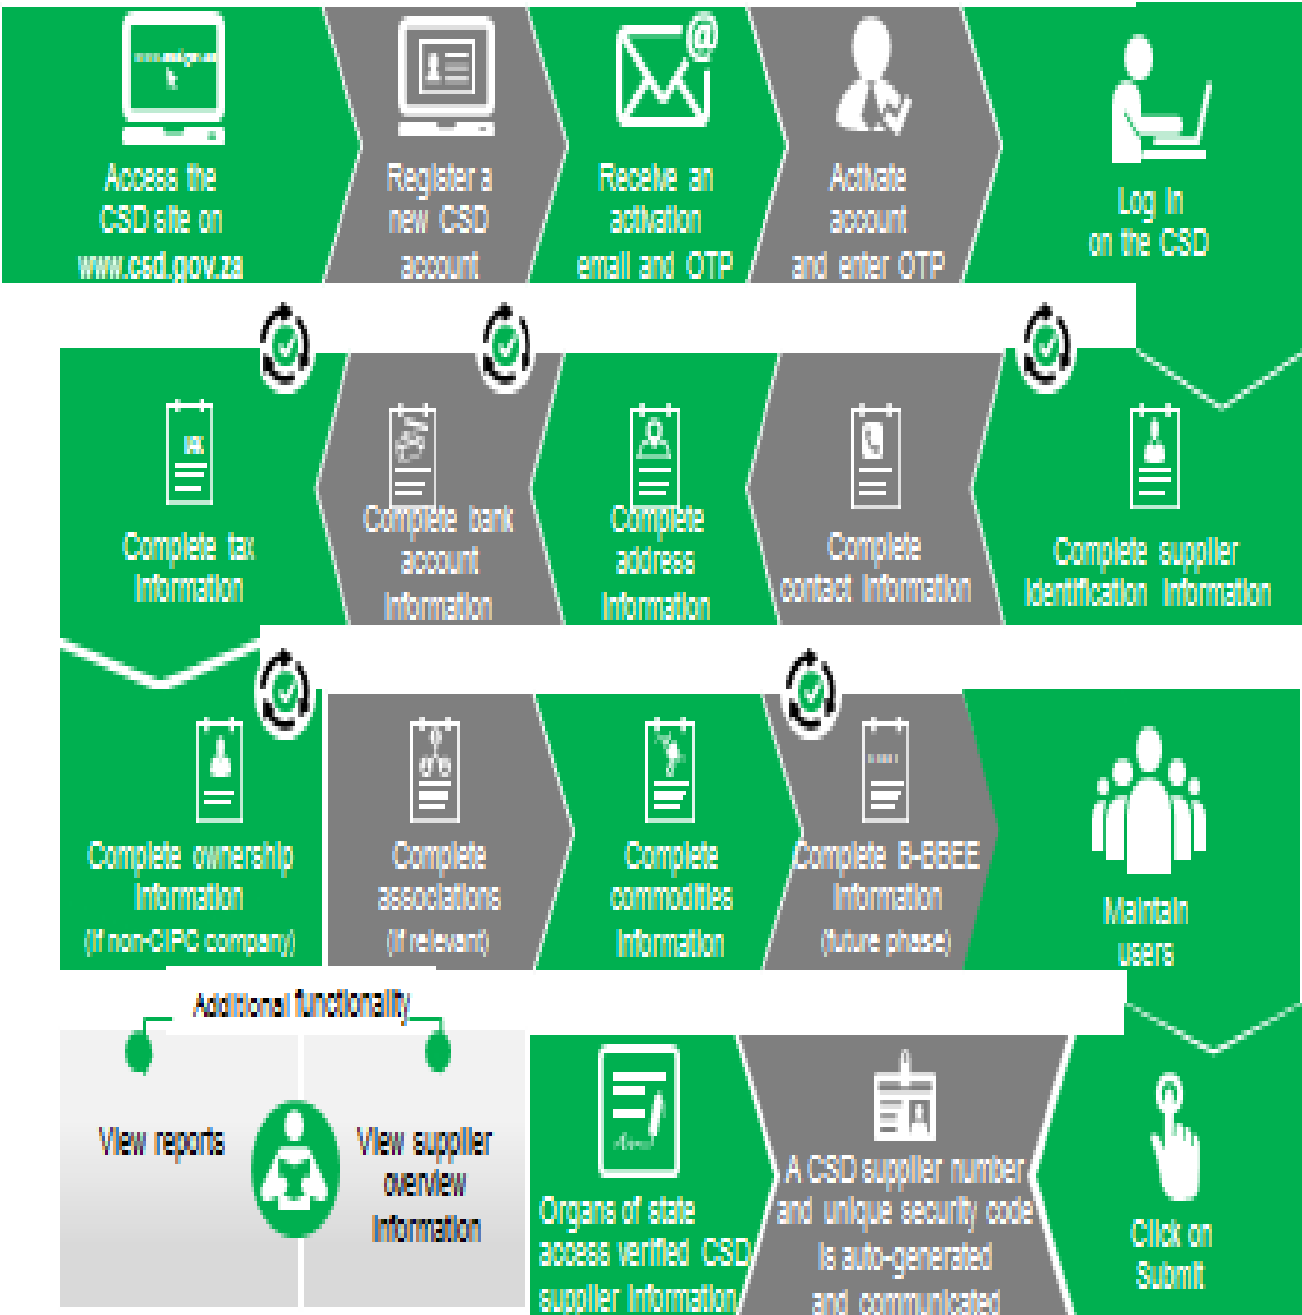 Access the
CSD site on
www.csd.gov.za
Register a
new CSD
account
Receive an
activation
email and OTP
Activate
account
and enter OTP
Log in
on the CSD
Complete supplier
identification information
Complete
contact information
Complete
address
information
Complete bank
account
information
Complete tax
information
Complete ownership
information
(if non-CIPC company)
Complete
associations
(if relevant)
Complete
commodities
information
Complete B-BBEE
information
(future phase)
Maintain
users
Click on
Submit
A CSD supplier number
and unique security code
is auto-generated
and communicated
Organs of state
access verified CSD
supplier information
Additional functionality
View reports
View supplier
overview
information